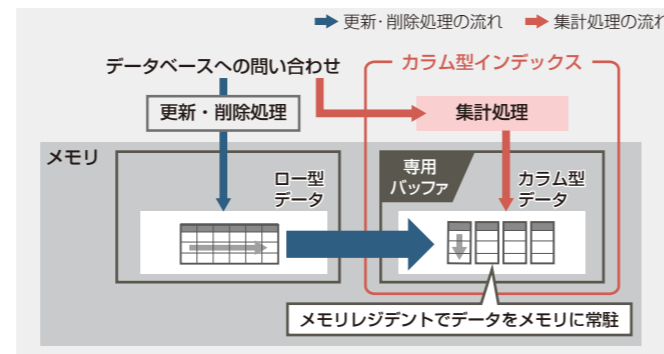 更新・削除処理の流れ
集計処理の流れ
データベースへの問い合わせ
カラム型インデックス
更新・削除処理
集計処理
メモリ
ロー型
データ
専用
バッファ
カラム型
データ
メモリレジデントでデータをメモリに常駐